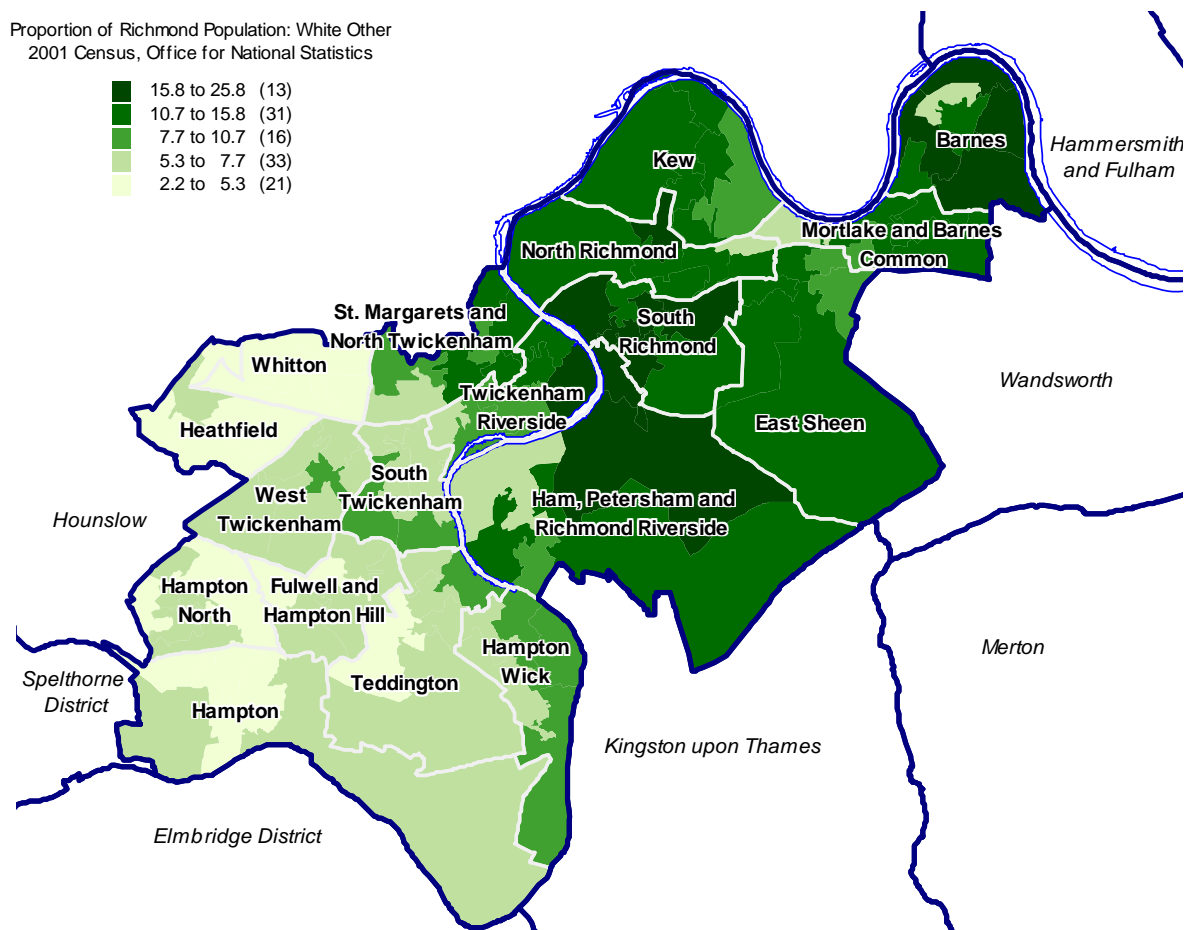 Proportion of Richmond Population: White Other
2001 Census, Office for National Statistics
15.8 to 25.8 (13)
10.7 to 15.8 (31)
7.7 to 10.7 (16)
5.3 to 7.7 (33)
2.2 to 5.3 (21)
Barnes
Hammersmith
and Fulham
Kew
Mortlake and Barnes
Common
North Richmond
St. Margarets and
North Twickenham
South
Richmond
Whitton
Wandsworth
Twickenham
Riverside
Heathfield
East Sheen
South
Twickenham
West
Twickenham
Ham, Petersham and
Richmond Riverside
Hounslow
Hampton
North
Fulwell and
Hampton Hill
Hampton
Wick
Merton
Spelthorne
District
Teddington
Hampton
Kingston upon Thames
Elmbridge District